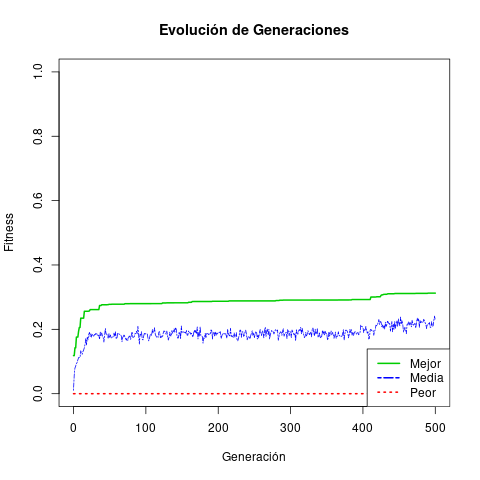 Evolución de Generaciones
Fitness
1.0
0.8
0.6
0.4
0.2
0.0
Mejor
Media
Peor
0 100 200 300 400 500
Generación